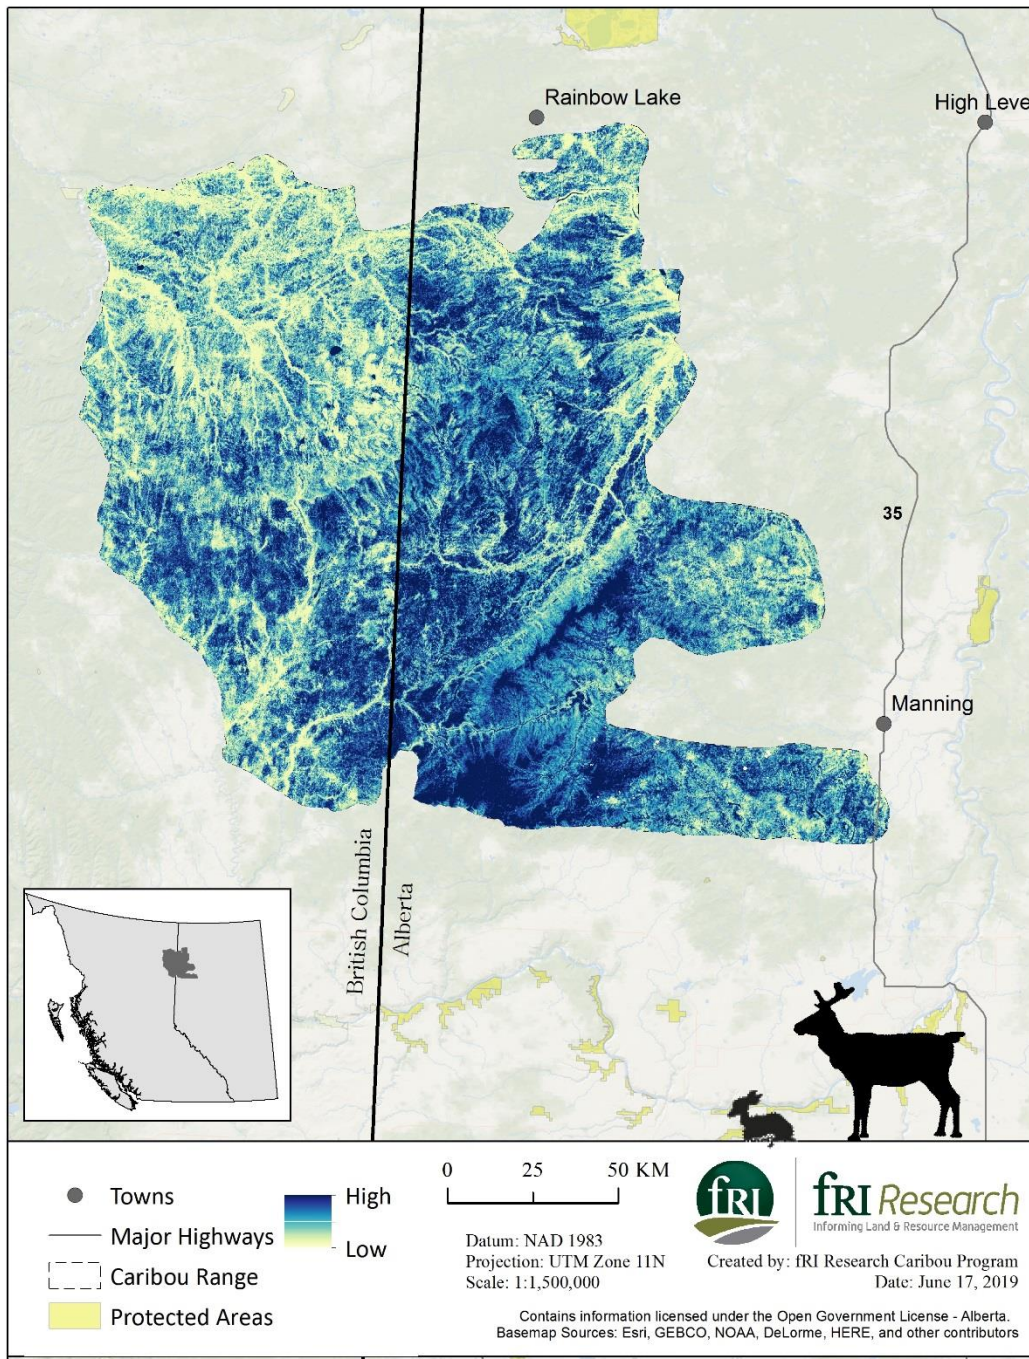 Rainbow Lake
High Leve
35
Manning
British Columbia
Alberta
Towns
Major Highways
Caribou Range
Protected Areas
High
Low
0 25 50 KM
Datum: NAD 1983
Projection: UTM Zone 11N
Scale: 1:1,500,000
fRI
fRI Research
Informing Land & Resource Management
Created by: fRI Research Caribou Program
Date: June 17, 2019
Contains information licensed under the Open Government License - Alberta.
Basemap Sources: Esri, GEBCO, NOAA, DeLorme, HERE, and other contributors